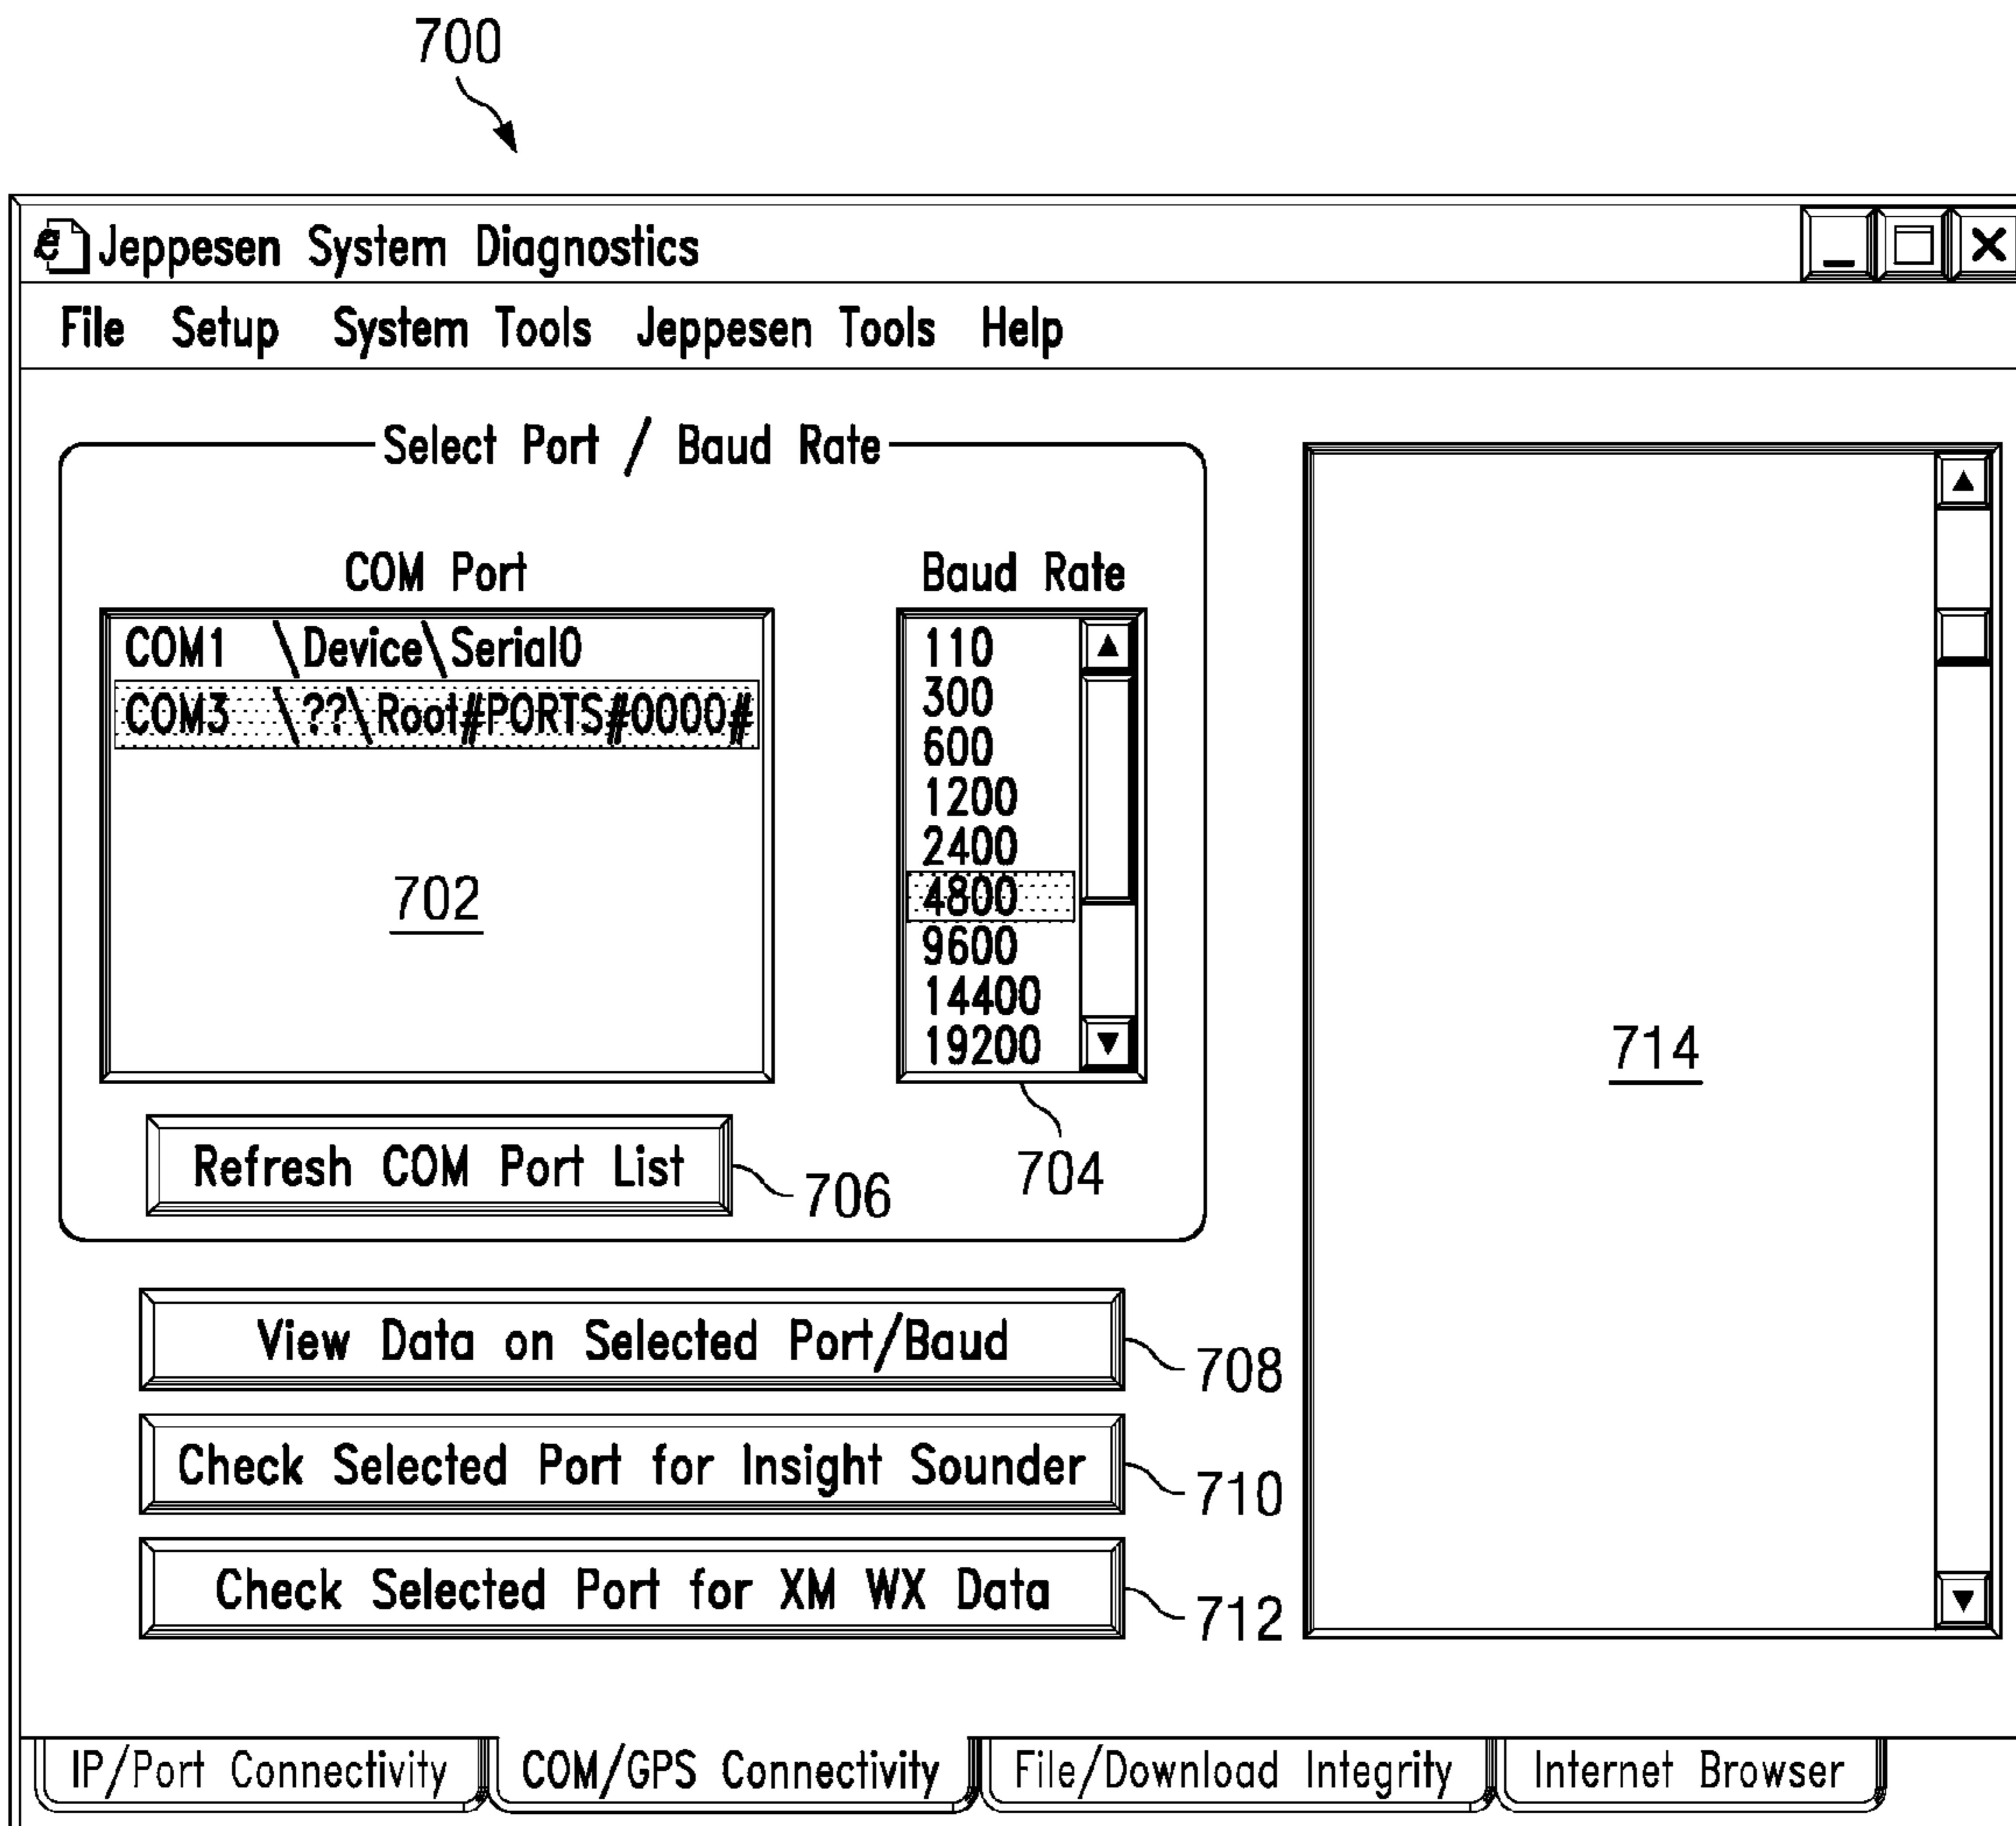 700
Jeppesen System Diagnostics
File Setup System Tools Jeppesen Tools Help
Select Port / Baud Rate
COM Port
COM1 \Device\Serial0
COM3 \??\Root#PORTS#0000#
702
Baud Rate
110
300
600
1200
2400
4800
9600
14400
19200
704
Refresh COM Port List
706
View Data on Selected Port/Baud
708
Check Selected Port for Insight Sounder
710
Check Selected Port for XM WX Data
712
714
IP/Port Connectivity COM/GPS Connectivity File/Download Integrity Internet Browser